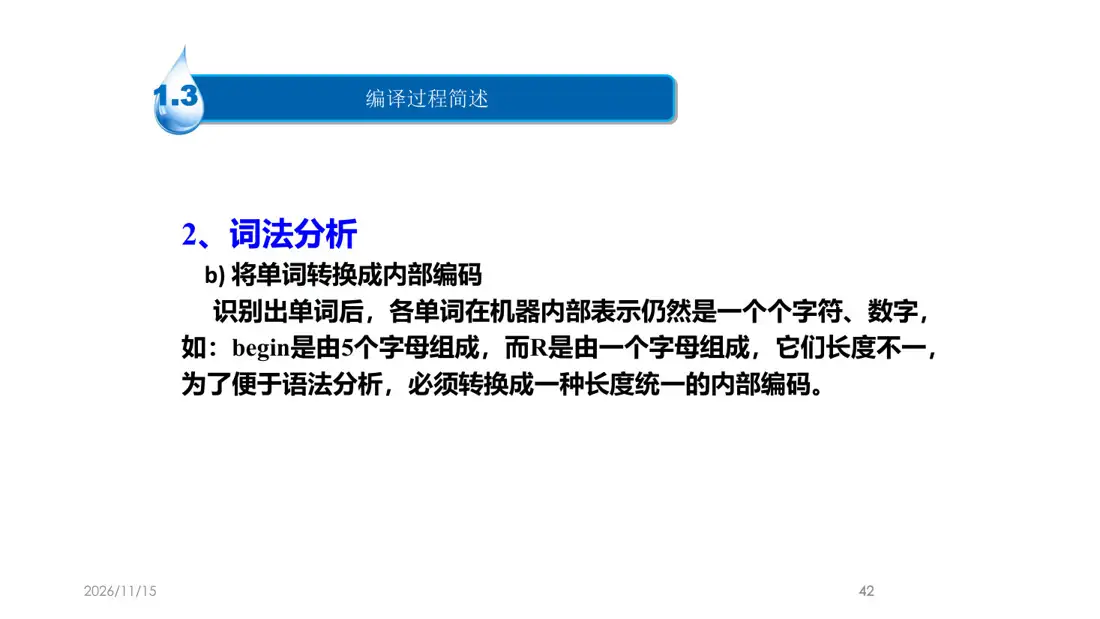 1.3
编译过程简述
2、词法分析
b) 将单词转换成内部编码
识别出单词后，各单词在机器内部表示仍然是一个个字符、数字，
如：begin是由5个字母组成，而R是由一个字母组成，它们长度不一，
为了便于语法分析，必须转换成一种长度统一的内部编码。
2026/11/15
42